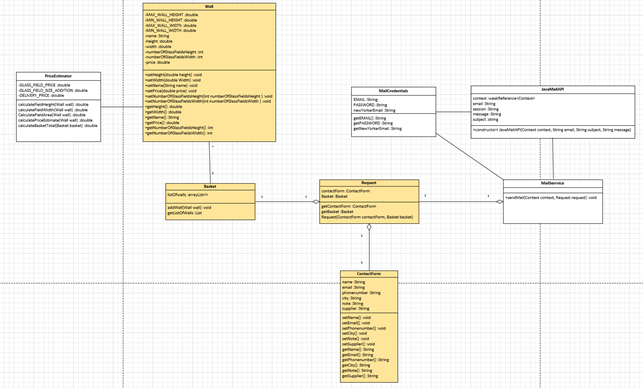 Wall
-MAX_WALL_HEIGHT :double
-MIN_WALL_HEIGHT :double
-MAX_WALL_WIDTH :double
-MIN_WALL_WIDTH :double
-name :String
-height :double
-width :double
-numberOfGlassFieldsHeight :int
-numberOfGlassFieldsWidth :int
-price :double
+setHeight(double height) :void
+setWidth(double Width) :void
+setName(String name) :void
+setPrice(double price) :void
+setNumberOfGlassFieldsHeight(int numberOfGlassFieldsHeight ) :void
+setNumberOfGlassFieldsWidth(int numberOfGlassFieldsWidth ) :void
+getHeight() :double
+getWidth() :double
+getName() :String
+getPrice() :double
+getNumberOfGlassFieldsHeight() :int
+getNumberOfGlassFieldsWidth() :int
PriceEstimator
-GLASS_FIELD_PRICE :double
-GLASS_FIELD_SIZE_ADDITION :double
-DELIVERY_PRICE :double
calculateFieldHeight(Wall wall) :double
calculateFieldWidth(Wall wall) :double
CalculateFieldArea(Wall wall) :double
calculatePriceEstimate(Wall wall) :double
calculateBasketTotal(Basket basket) :double
MailCredentials
EMAIL :String
PASSWORD :String
newYorkerEmail :String
getEMAIL() :String
getPASSWORD :String
getNewYorkerEmail :String
JavaMailAPI
context :weakReference<Context>
email :String
session :String
message :String
subject :String
<constructor> JavaMailAPI(Context context, String email, String subject, String message)
Basket
listOfwalls :arrayList<>
addWall(Wall wall) :void
getListOfWalls :List
Request
contactForm :ContactForm
Basket :Basket
getContactForm :ContactForm
getBasket :Basket
Request(ContactForm contactform, Basket basket)
MailService
+sendMail(Context context, Request request) :void
ContactForm
name :String
email :String
phonenumber :String
city :String
note :String
supplier :String
setName() :void
setEmail() :void
setPhonenumber() :void
setCity() :void
setNote() :void
setSupplier() :void
getName() :String
getEmail() :String
getPhonenumber() :String
getCity() :String
getNote() :String
getSupplier() :String